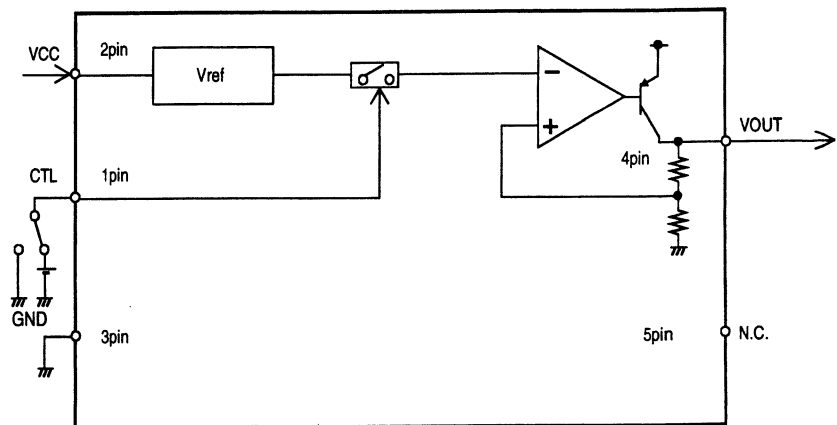 VCC
2pin
Vref
−
+
VOUT
4pin
CTL
1pin
GND
3pin
5pin
N.C.